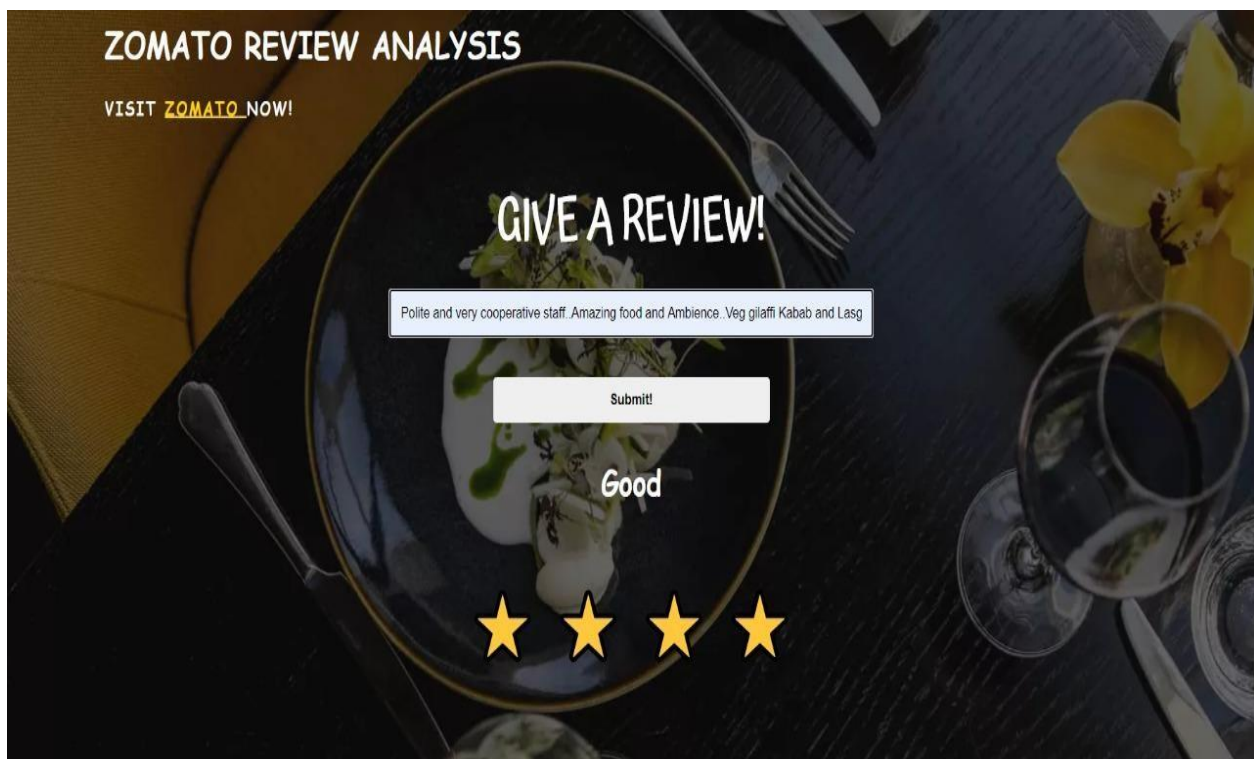 ZOMATO REVIEW ANALYSIS
VISIT ZOMATO NOW!
GIVE A REVIEW!
Polite and very cooperative staff..Amazing food and Ambience..Veg gilaffi Kabab and Lasg
Submit!
Good